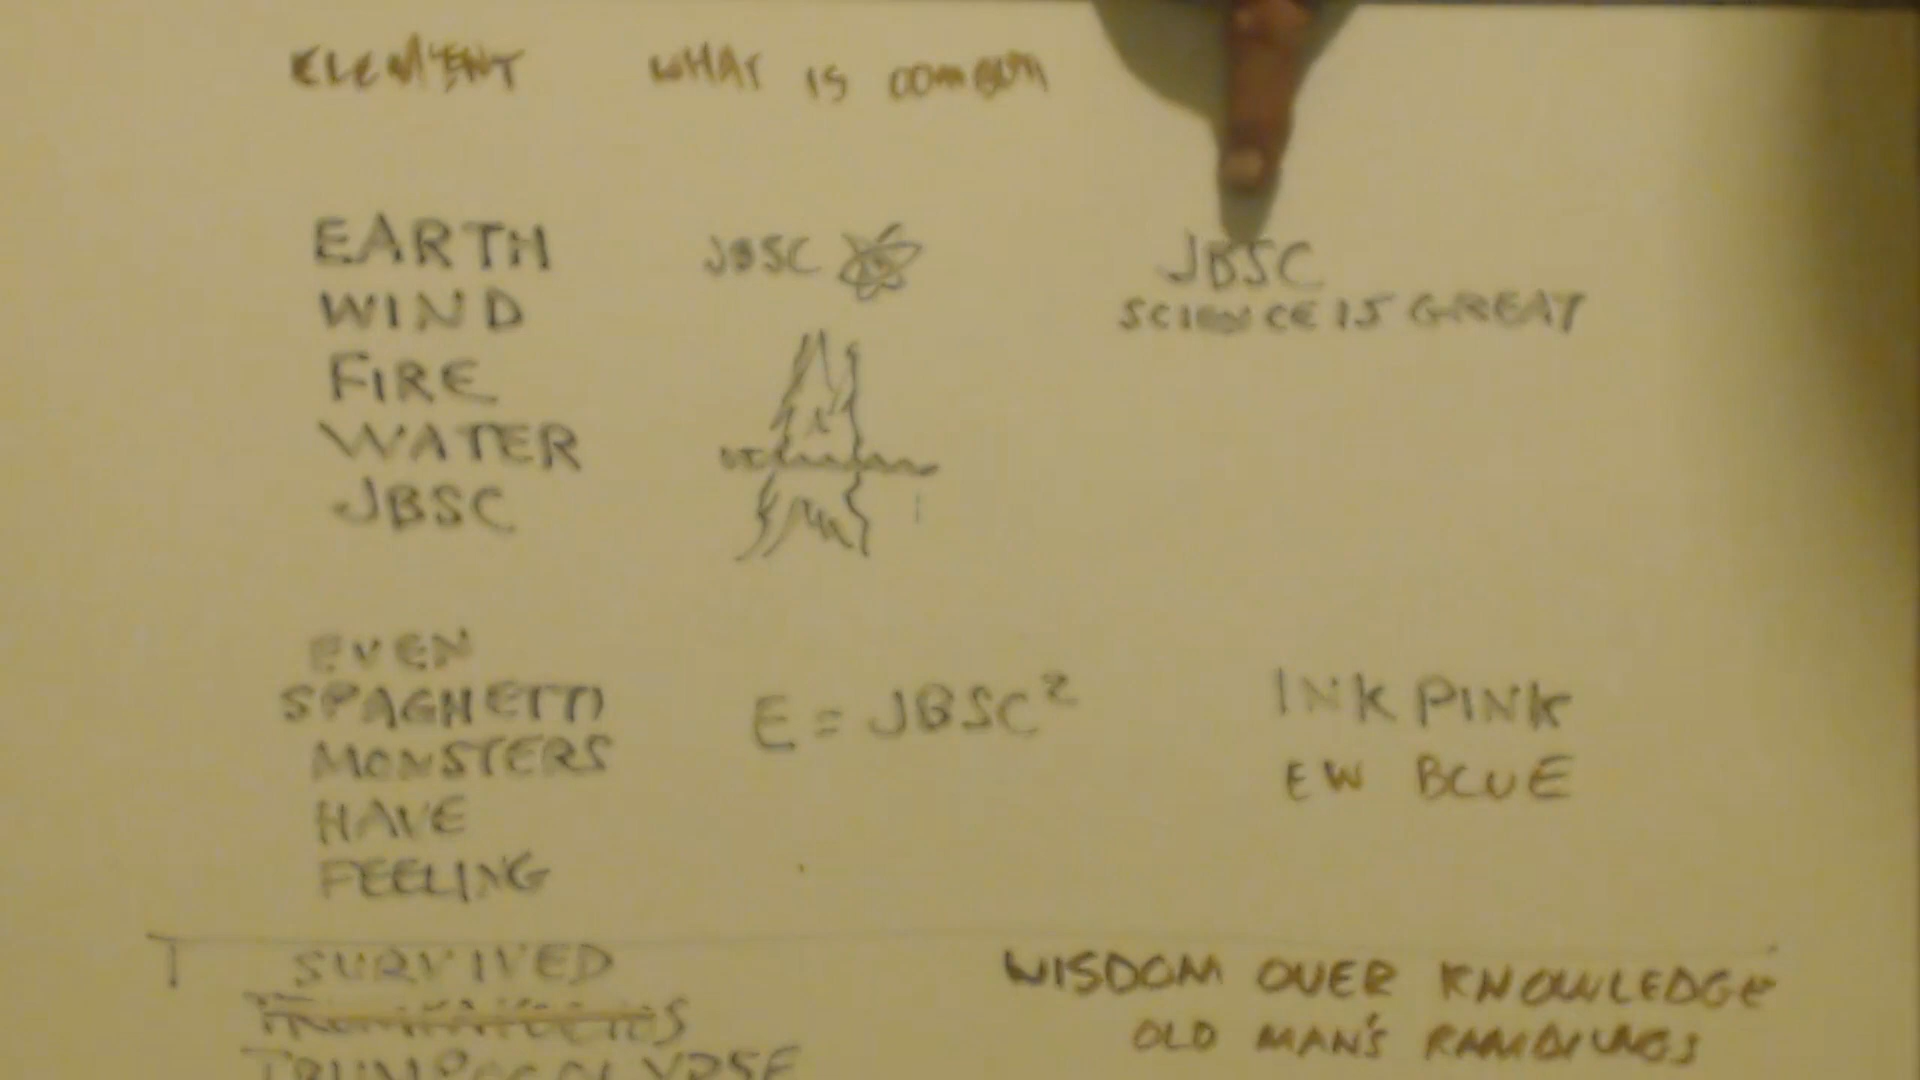 ELEMENT WHAT IS COMMON
EARTH JBSC JBSC
WIND SCIENCE IS GREAT
FIRE
WATER
JBSC
EVEN
SPAGHETTI E = JBSC² INK PINK
MONSTERS EW BLUE
HAVE
FEELING
I SURVIVED WISDOM OVER KNOWLEDGE
OLD MAN'S RAMBLINGS